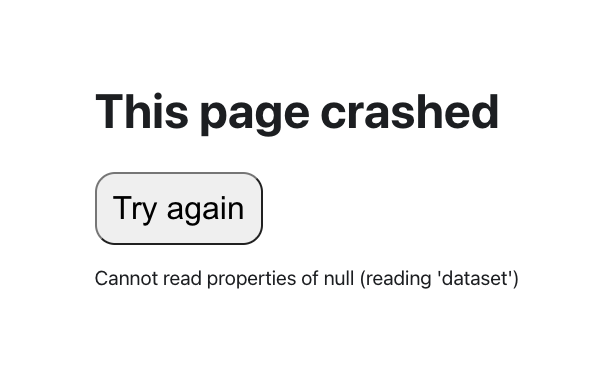 This page crashed
Try again
Cannot read properties of null (reading 'dataset')